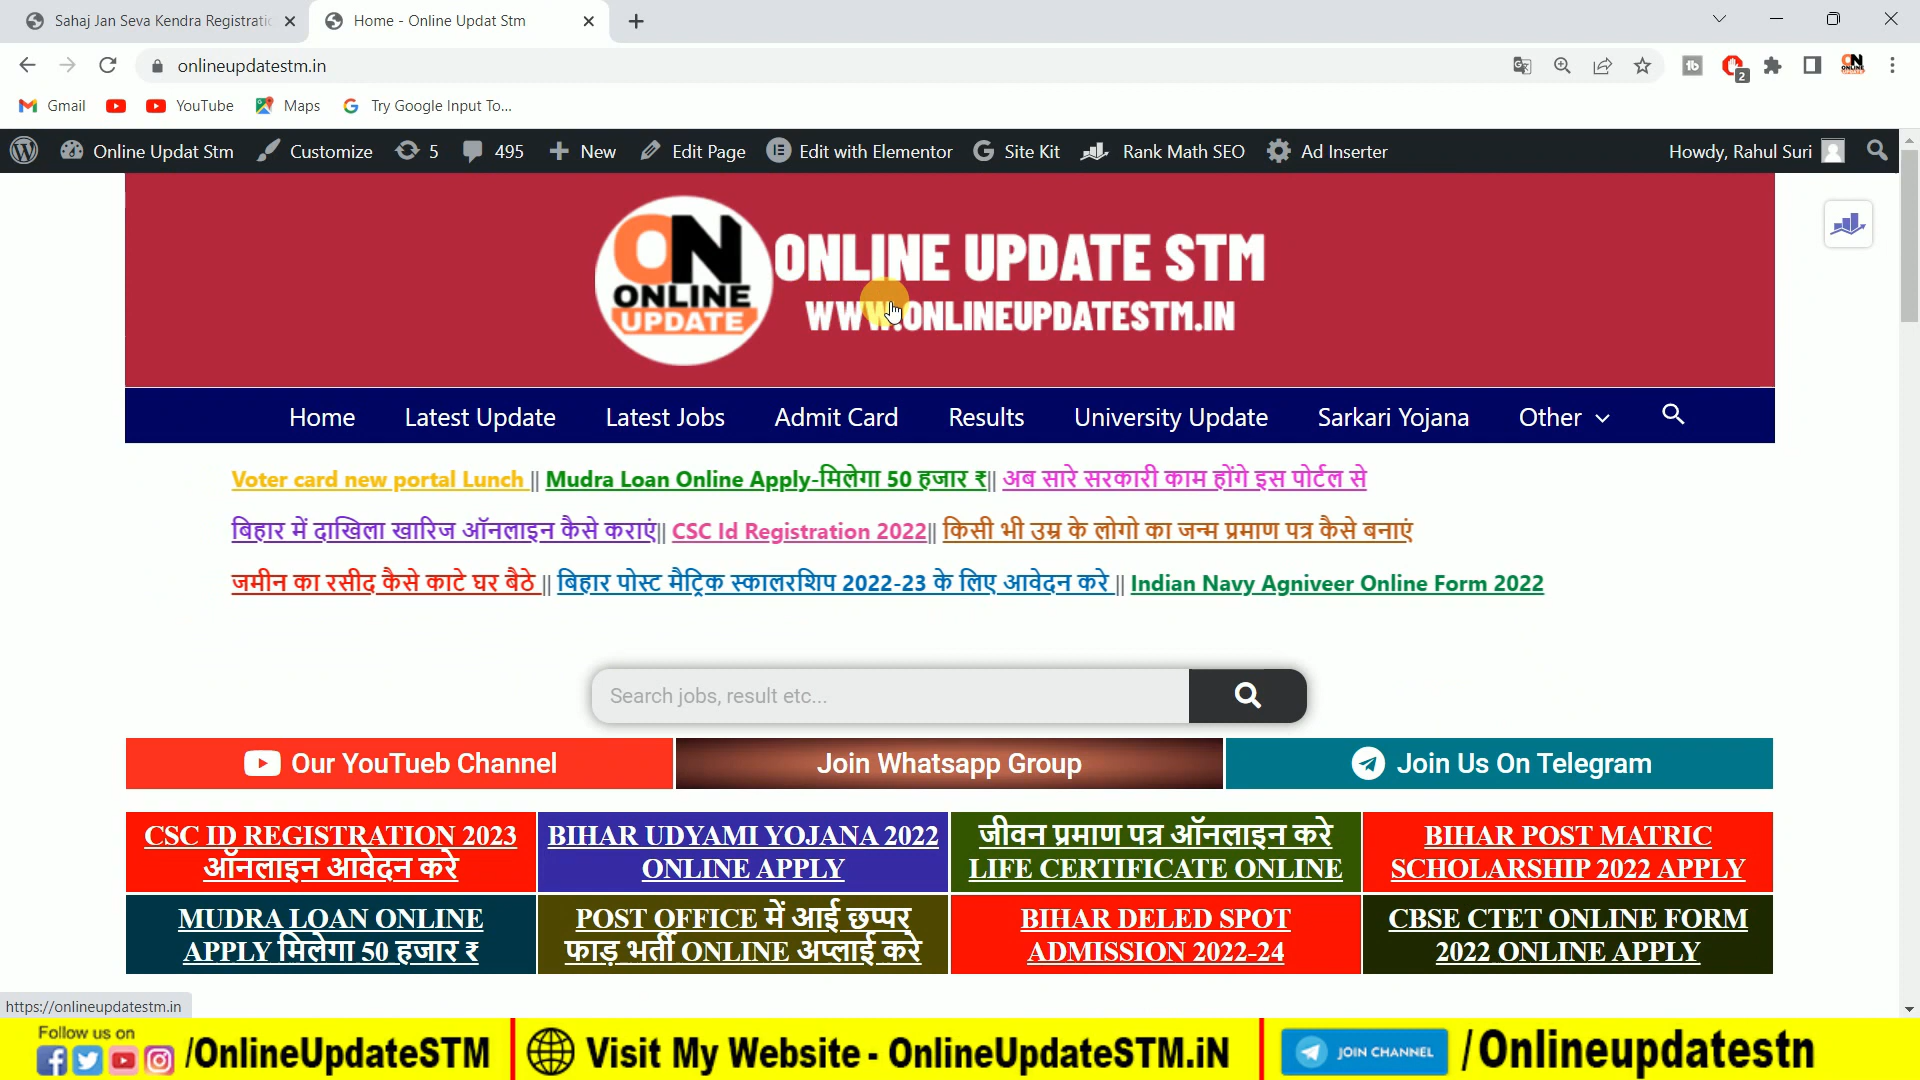 Sahaj Jan Seva Kendra Registratio
Home - Online Updat Stm
onlineupdatestm.in
Gmail
YouTube
Maps
Try Google Input To...
Online Updat Stm
Customize
5
495
New
Edit Page
Edit with Elementor
Site Kit
Rank Math SEO
Ad Inserter
Howdy, Rahul Suri
2
ON
ONLINE
UPDATE
ONLINE UPDATE STM
WWW.ONLINEUPDATESTM.IN
Home
Latest Update
Latest Jobs
Admit Card
Results
University Update
Sarkari Yojana
Other
Voter card new portal Lunch || Mudra Loan Online Apply-मिलेगा 50 हजार ₹|| अब सारे सरकारी काम होंगे इस पोर्टल से
बिहार में दाखिला खारिज ऑनलाइन कैसे कराएं|| CSC Id Registration 2022|| किसी भी उम्र के लोगो का जन्म प्रमाण पत्र कैसे बनाएं
जमीन का रसीद कैसे काटे घर बैठे || बिहार पोस्ट मैट्रिक स्कालरशिप 2022-23 के लिए आवेदन करे || Indian Navy Agniveer Online Form 2022
Search jobs, result etc...
Our YouTueb Channel
Join Whatsapp Group
Join Us On Telegram
CSC ID REGISTRATION 2023
ऑनलाइन आवेदन करे
BIHAR UDYAMI YOJANA 2022
ONLINE APPLY
जीवन प्रमाण पत्र ऑनलाइन करे
LIFE CERTIFICATE ONLINE
BIHAR POST MATRIC
SCHOLARSHIP 2022 APPLY
MUDRA LOAN ONLINE
APPLY मिलेगा 50 हजार ₹
POST OFFICE में आई छप्पर
फाड़ भर्ती ONLINE अप्लाई करे
BIHAR DELED SPOT
ADMISSION 2022-24
CBSE CTET ONLINE FORM
2022 ONLINE APPLY
https://onlineupdatestm.in
Follow us on
/OnlineUpdateSTM
Visit My Website - OnlineUpdateSTM.iN
JOIN CHANNEL
/Onlineupdatestn